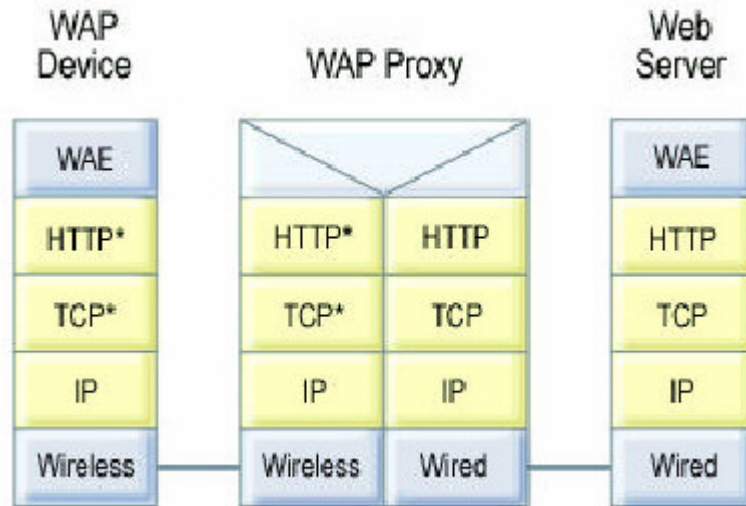 WAP Device
WAP Proxy
Web Server
WAE
WAE
HTTP*
HTTP*
HTTP
HTTP
TCP*
TCP*
TCP
TCP
IP
IP
IP
IP
Wireless
Wireless
Wired
Wired